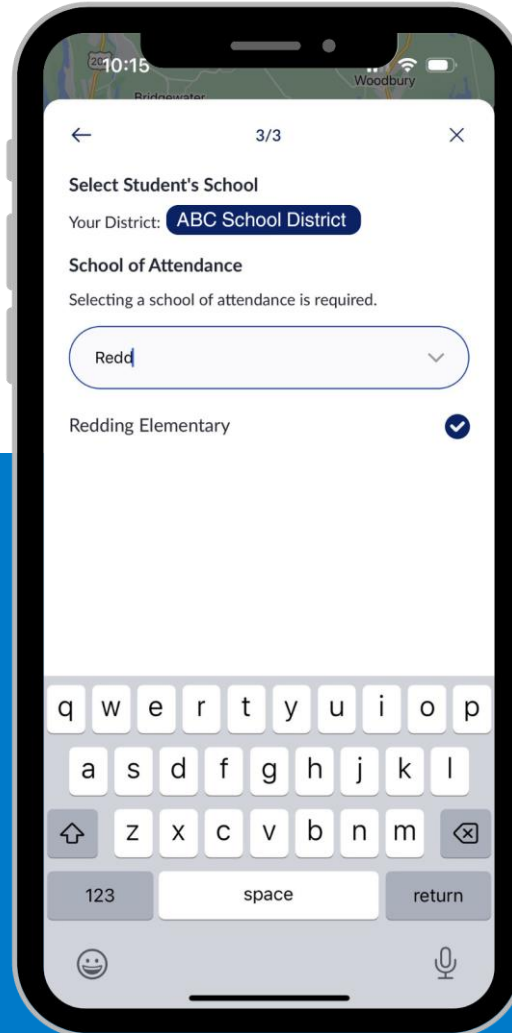 202
10:15
Bridgewater
Woodbury
3/3
Select Student's School
Your District: ABC School District
School of Attendance
Selecting a school of attendance is required.
Redd
Redding Elementary
q w e r t y u i o p
a s d f g h j k l
z x c v b n m
123 space return